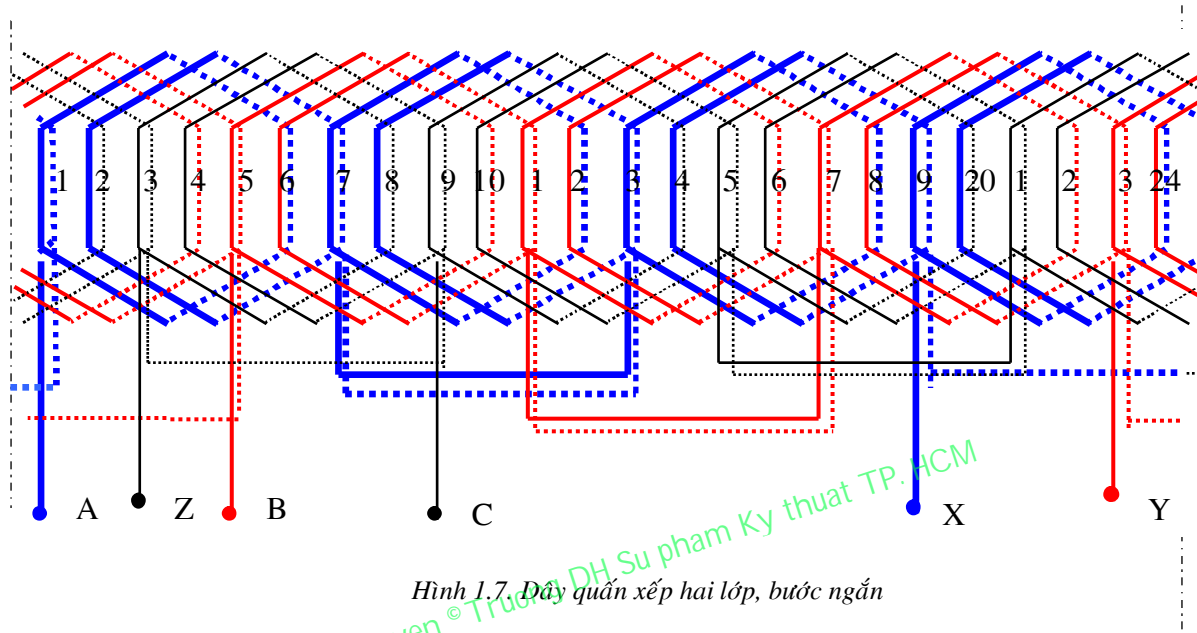 1 2 3 4 5 6 7 8 9 10 1 2 3 4 5 6 7 8 9 20 1 2 3 24
A Z B C X Y
Hình 1.7. Dây quấn xếp hai lớp, bước ngắn
© Truong DH Su pham Ky thuat TP. HCM